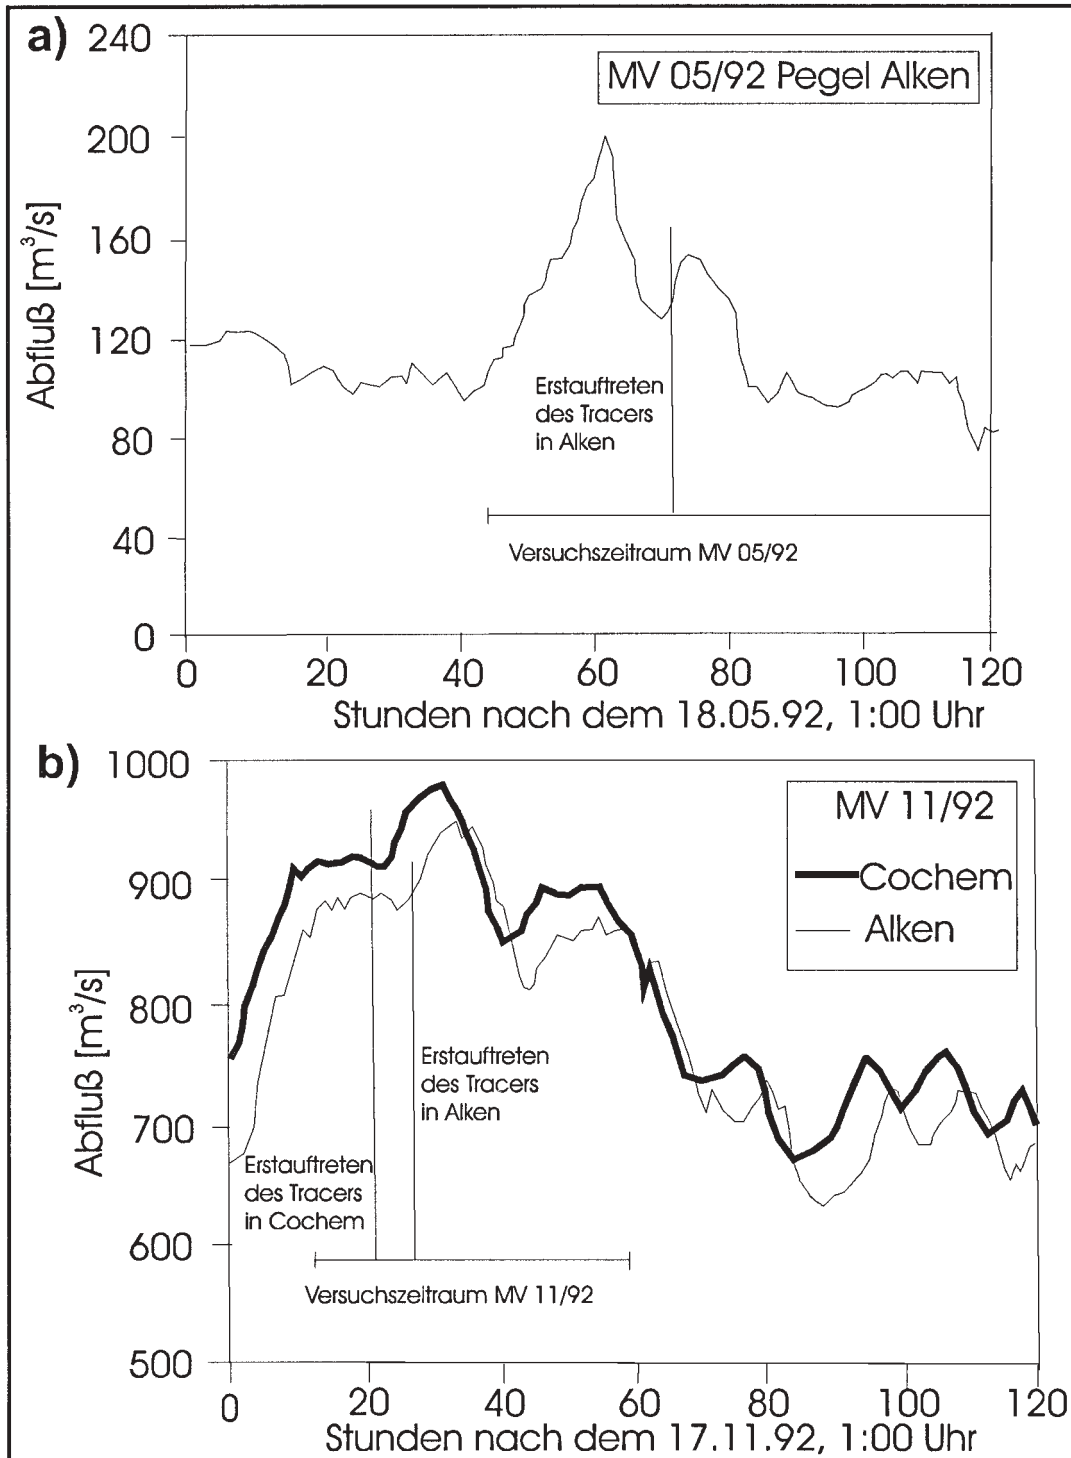 a)
240
200
160
120
80
40
0
Abfluß [m³/s]
MV 05/92 Pegel Alken
Erstauftreten
des Tracers
in Alken
Versuchszeitraum MV 05/92
0 20 40 60 80 100 120
Stunden nach dem 18.05.92, 1:00 Uhr
b)
1000
900
800
700
600
500
Abfluß [m³/s]
MV 11/92
Cochem
Alken
Erstauftreten
des Tracers
in Alken
Erstauftreten
des Tracers
in Cochem
Versuchszeitraum MV 11/92
0 20 40 60 80 100 120
Stunden nach dem 17.11.92, 1:00 Uhr